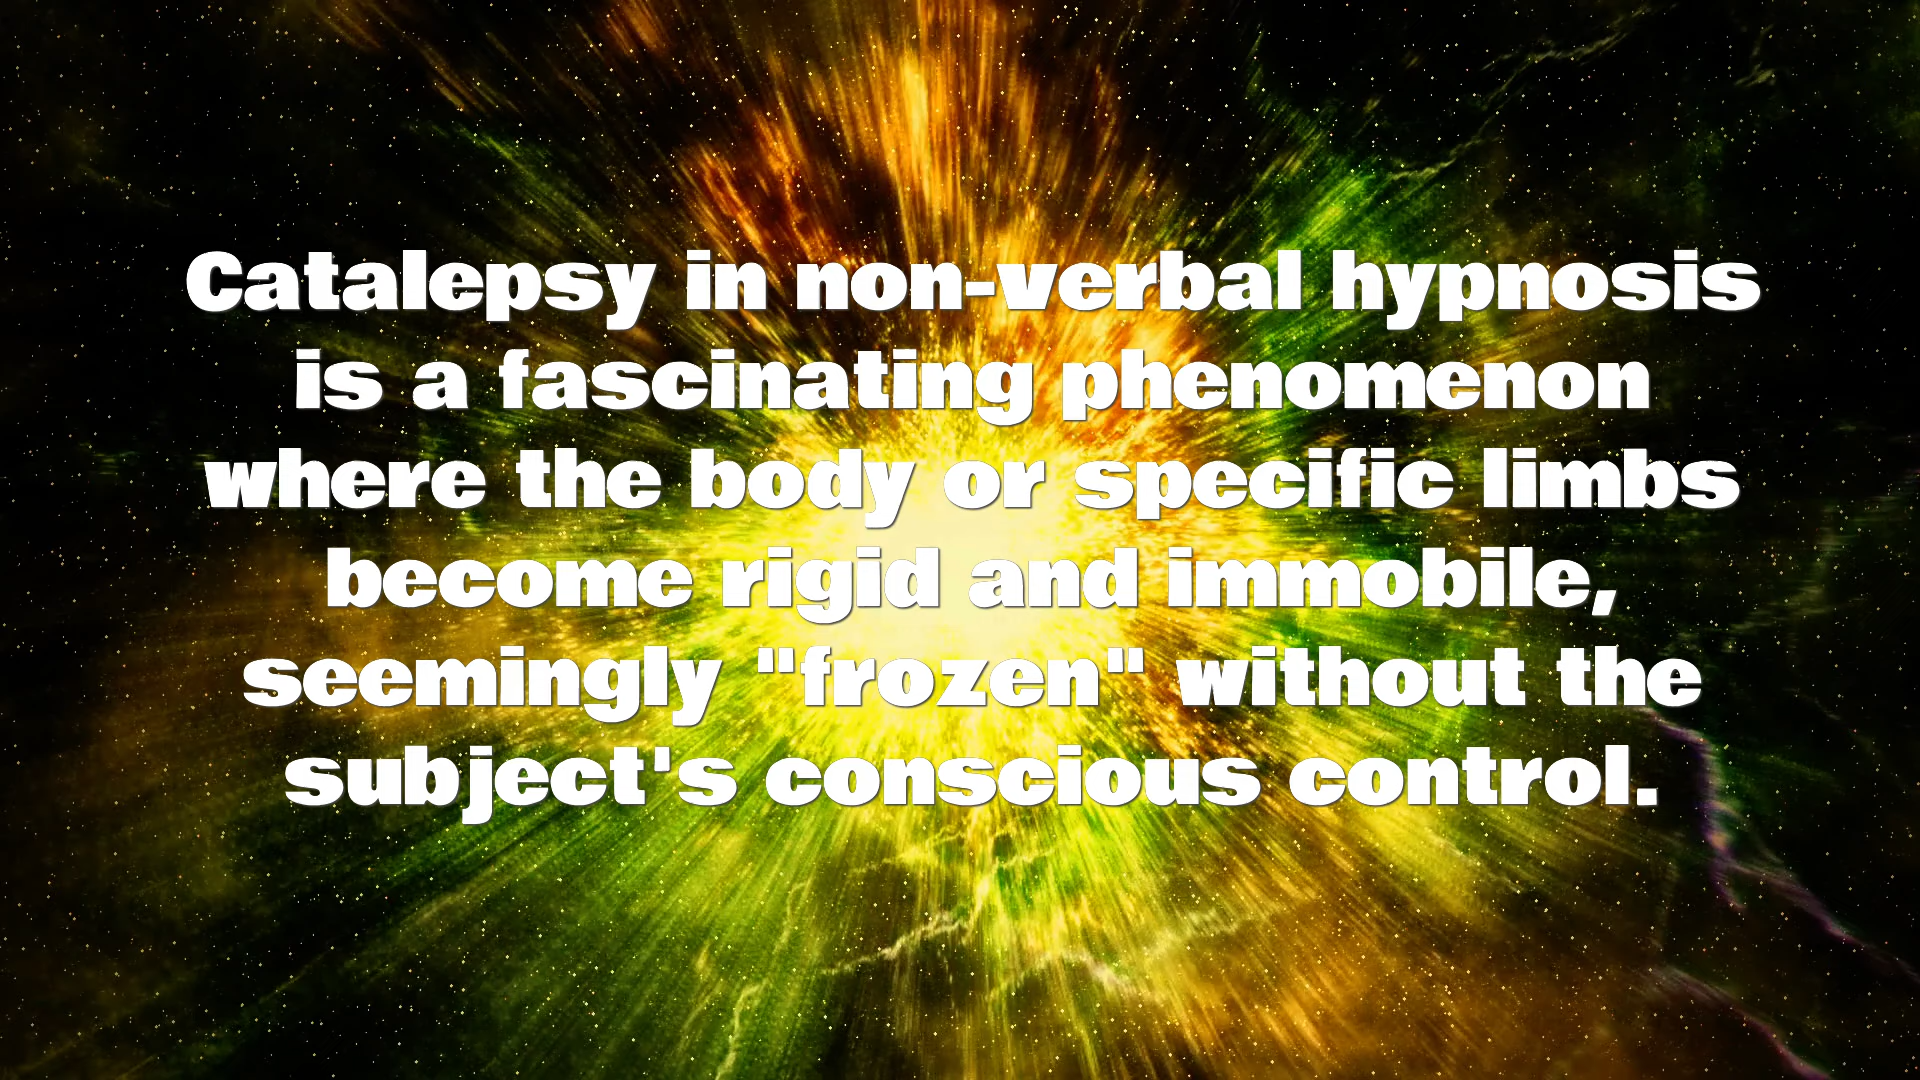 Catalepsy in non-verbal hypnosis
is a fascinating phenomenon
where the body or specific limbs
become rigid and immobile,
seemingly "frozen" without the
subject's conscious control.